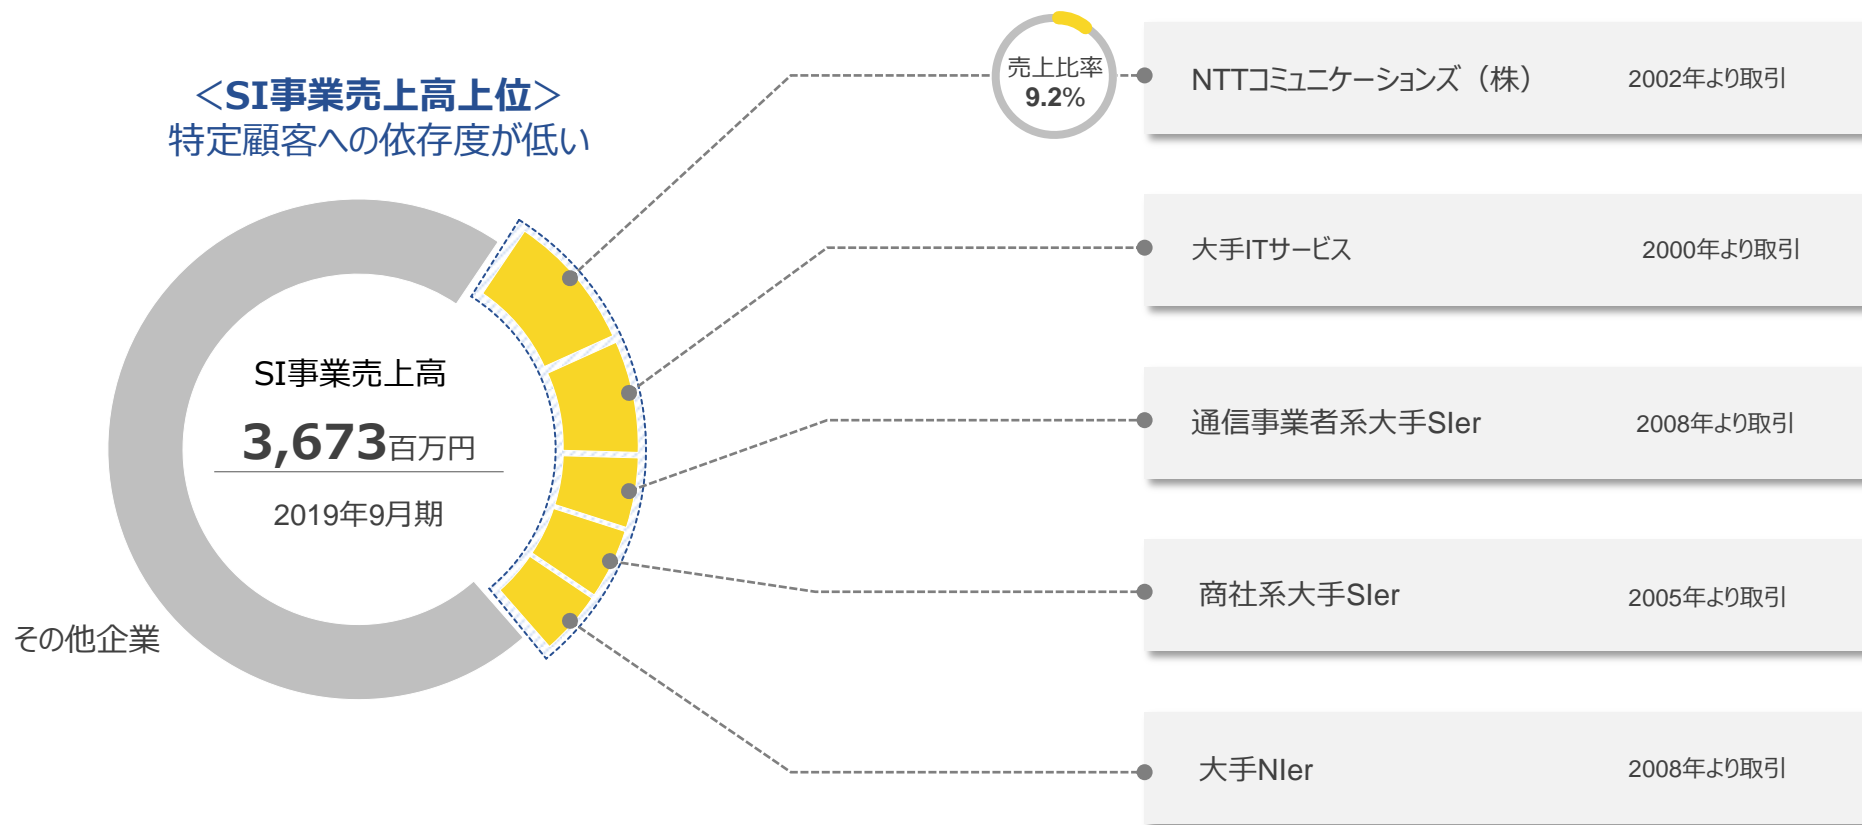 ＜SI事業売上高上位＞
特定顧客への依存度が低い
SI事業売上高
3,673百万円
2019年9月期
その他企業
売上比率
9.2%
NTTコミュニケーションズ（株） 2002年より取引
大手ITサービス 2000年より取引
通信事業者系大手SIer 2008年より取引
商社系大手SIer 2005年より取引
大手NIer 2008年より取引